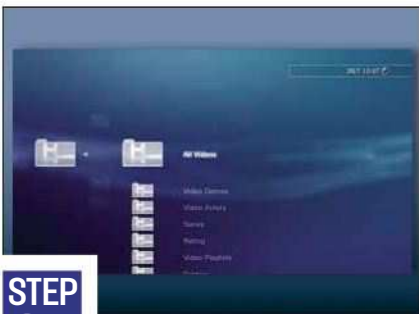 All Videos
Video Genres
Video Actors
Series
Rating
Video Playlists
STEP